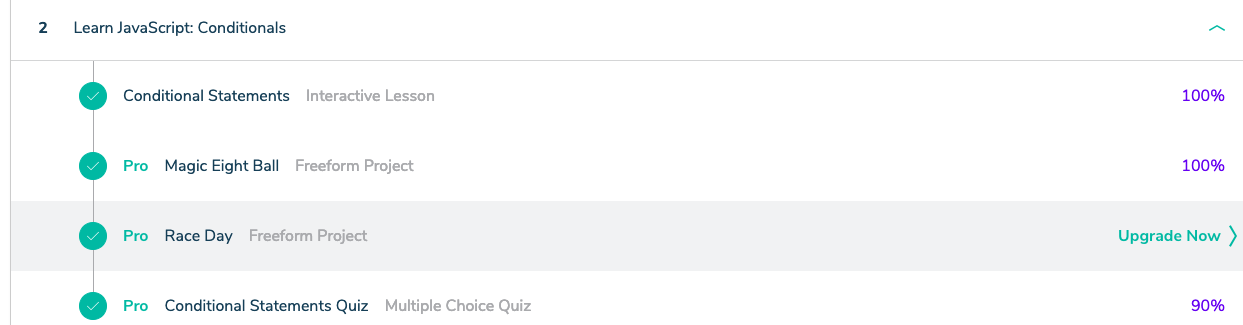 2 Learn JavaScript: Conditionals
Conditional Statements Interactive Lesson 100%
Pro Magic Eight Ball Freeform Project 100%
Pro Race Day Freeform Project Upgrade Now
Pro Conditional Statements Quiz Multiple Choice Quiz 90%